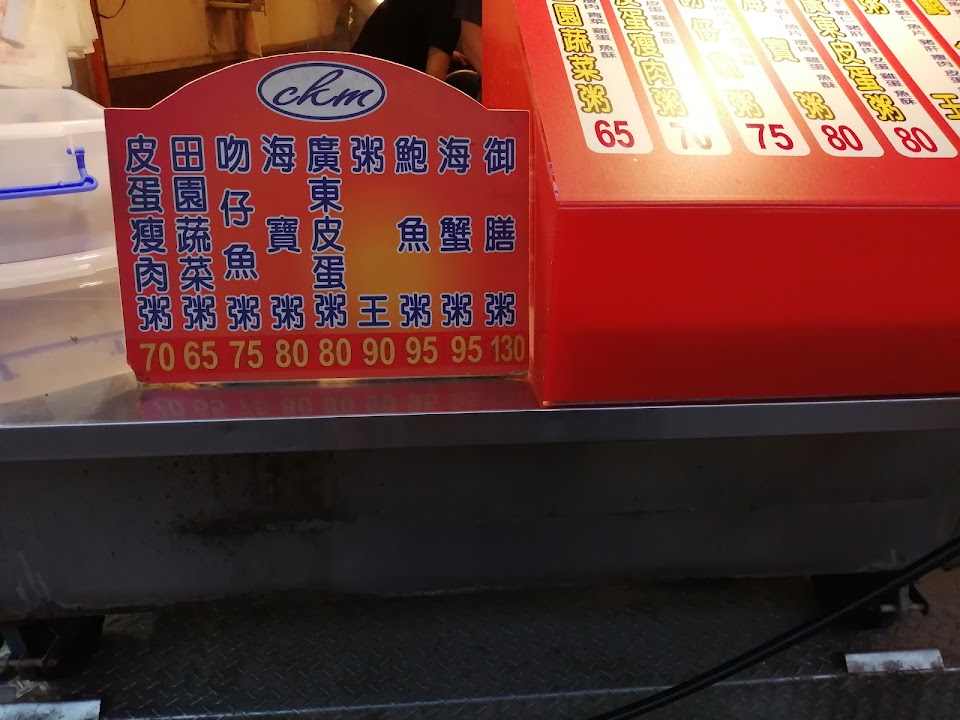 ckm
皮蛋瘦肉粥 70
田園蔬菜粥 65
吻仔魚粥 75
海寶粥 80
廣東皮蛋粥 80
粥王 90
鮑魚粥 95
海蟹粥 95
御膳粥 130
園蔬菜粥 65
蛋瘦肉粥 70
仔 粥 75
寶粥 80
廣東皮蛋粥 80